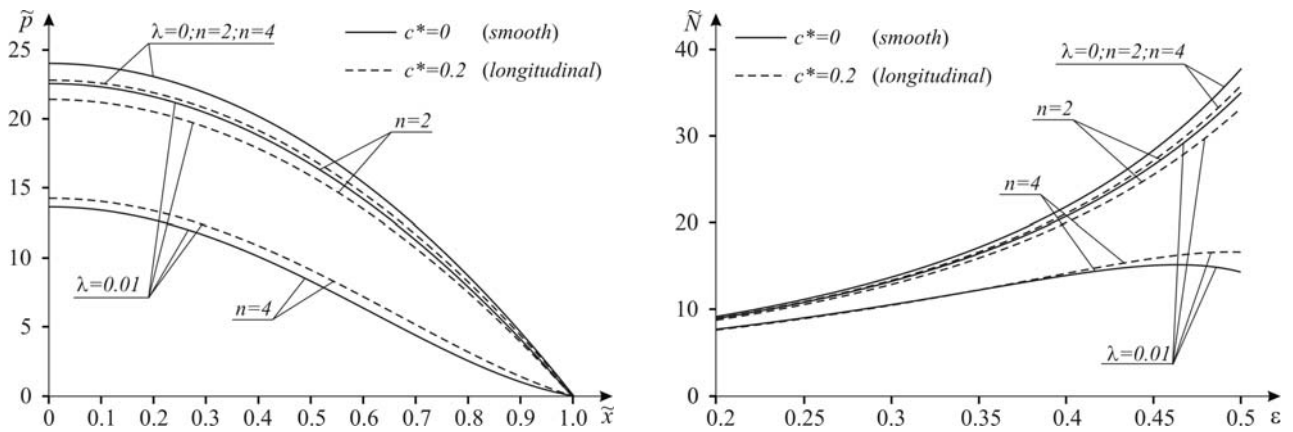 p̃
25
20
15
10
5
0
λ=0;n=2;n=4
c*=0 (smooth)
c*=0.2 (longitudinal)
n=2
λ=0.01
n=4
0 0.1 0.2 0.3 0.4 0.5 0.6 0.7 0.8 0.9 1.0 x̃
Ñ
40
30
20
10
0
c*=0 (smooth)
c*=0.2 (longitudinal)
λ=0;n=2;n=4
n=2
n=4
λ=0.01
0.2 0.25 0.3 0.35 0.4 0.45 0.5 ε